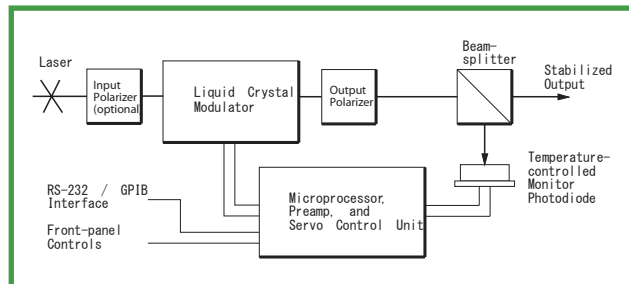 Laser
Input
Polarizer
(optional)
Liquid Crystal
Modulator
Output
Polarizer
Beam-
splitter
Stabilized
Output
Temperature-
controlled
Monitor
Photodiode
RS-232 / GPIB
Interface
Front-panel
Controls
Microprocessor,
Preamp, and
Servo Control Unit